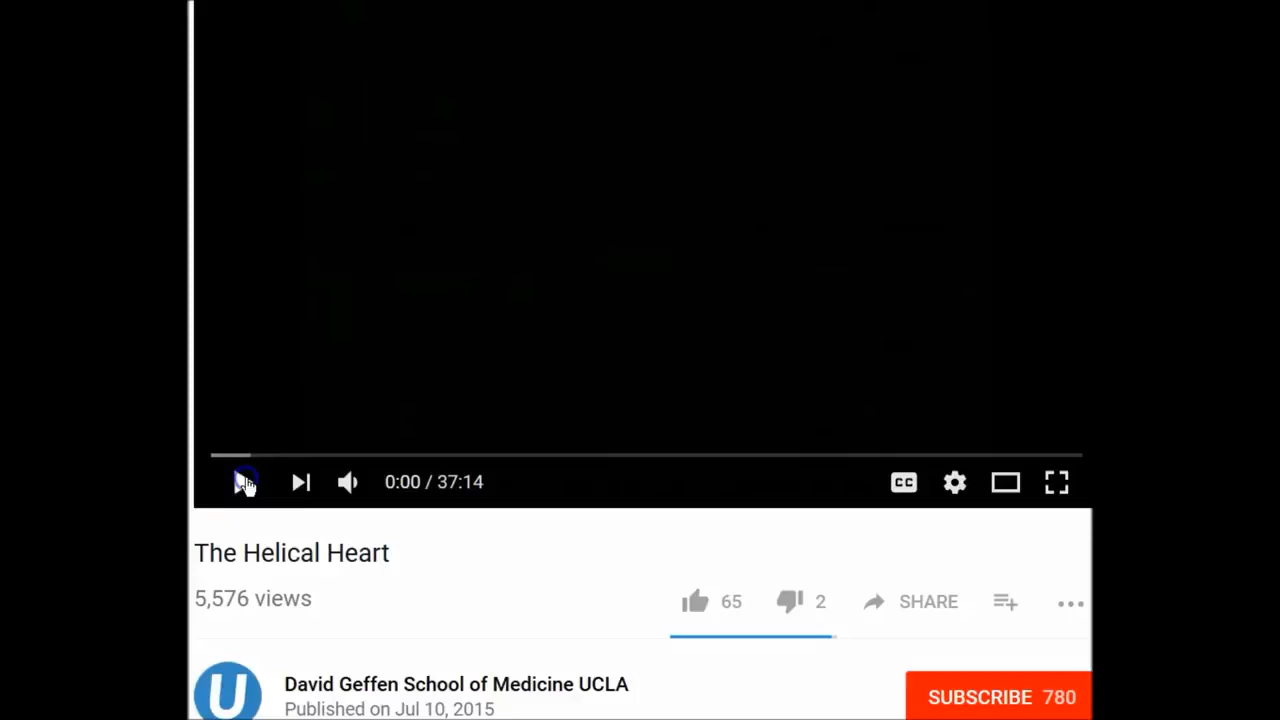 0:00 / 37:14
CC
The Helical Heart
5,576 views
65
2
SHARE
U
David Geffen School of Medicine UCLA
Published on Jul 10, 2015
SUBSCRIBE 780